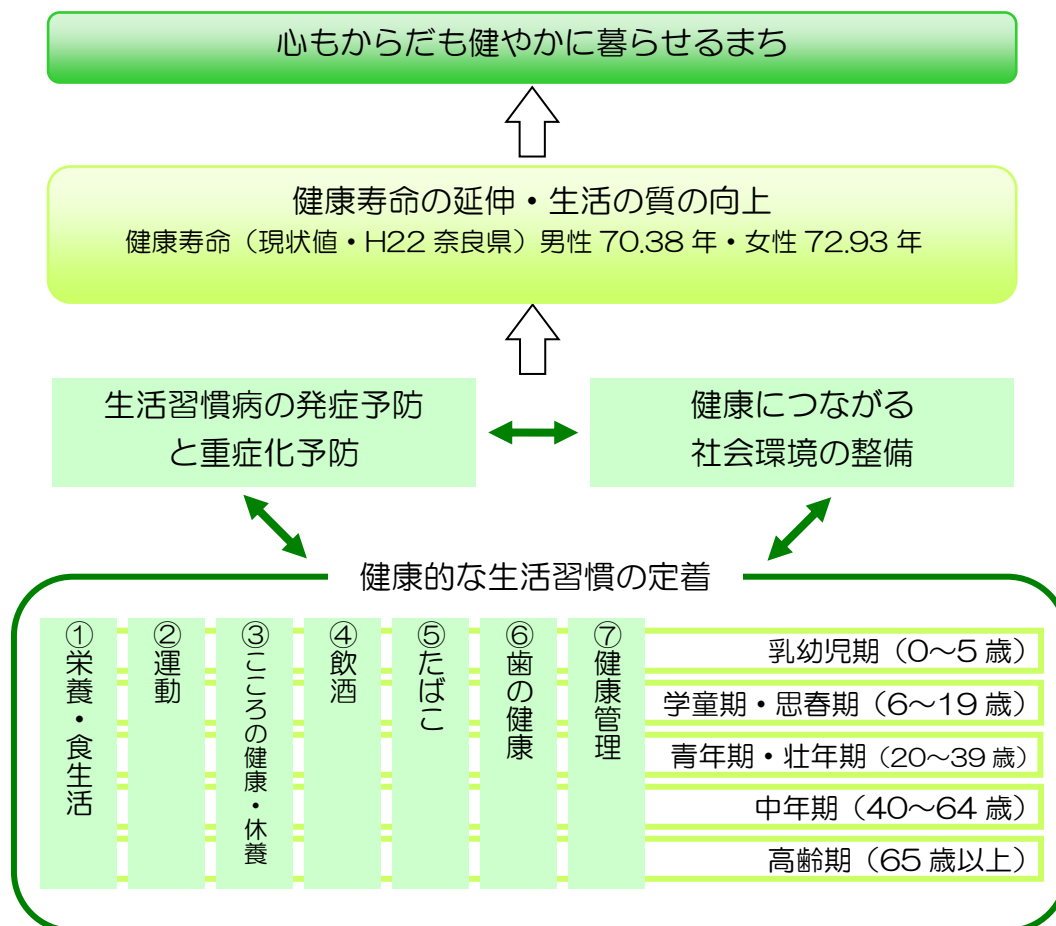 心もからだも健やかに暮らせるまち
健康寿命の延伸・生活の質の向上
健康寿命（現状値・H22 奈良県）男性 70.38 年・女性 72.93 年
生活習慣病の発症予防
と重症化予防
健康につながる
社会環境の整備
健康的な生活習慣の定着
①栄養・食生活
②運動
③こころの健康・休養
④飲酒
⑤たばこ
⑥歯の健康
⑦健康管理
乳幼児期（0～5 歳）
学童期・思春期（6～19 歳）
青年期・壮年期（20～39 歳）
中年期（40～64 歳）
高齢期（65 歳以上）